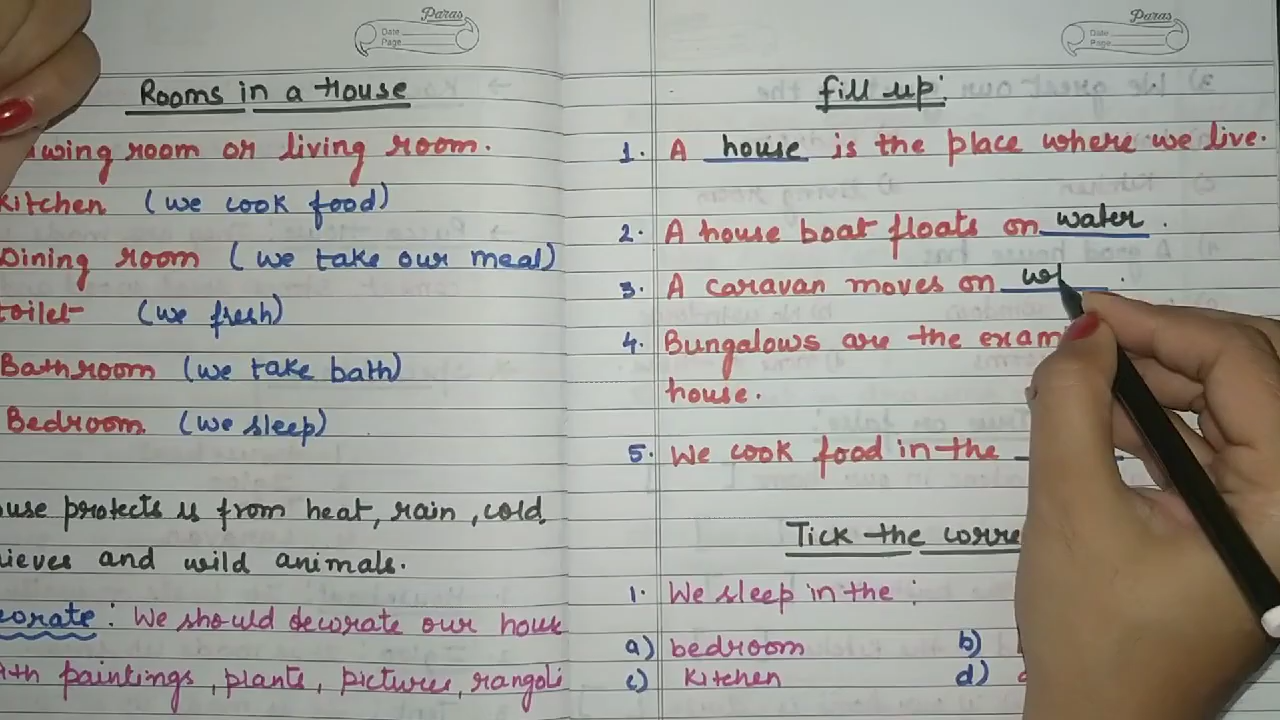 Paras
Date
Page
Rooms in a House
wing room or living room.
Kitchen (we cook food)
Dining room (we take our meal)
toilet (we fresh)
Bathroom (we take bath)
Bedroom (we sleep)
use protects is from heat, rain, cold,
ieves and wild animals.
corate: We should decorate our hous
ith paintings, plants, pictures, rangoli
Paras
Date
Page
fill up:
1. A house is the place where we live.
2. A house boat floats on water.
3. A caravan moves on .
4. Bungalows are the exam
house.
5. We cook food in the
Tick the corre
1. We sleep in the :
a) bedroom b)
c) Kitchen d)